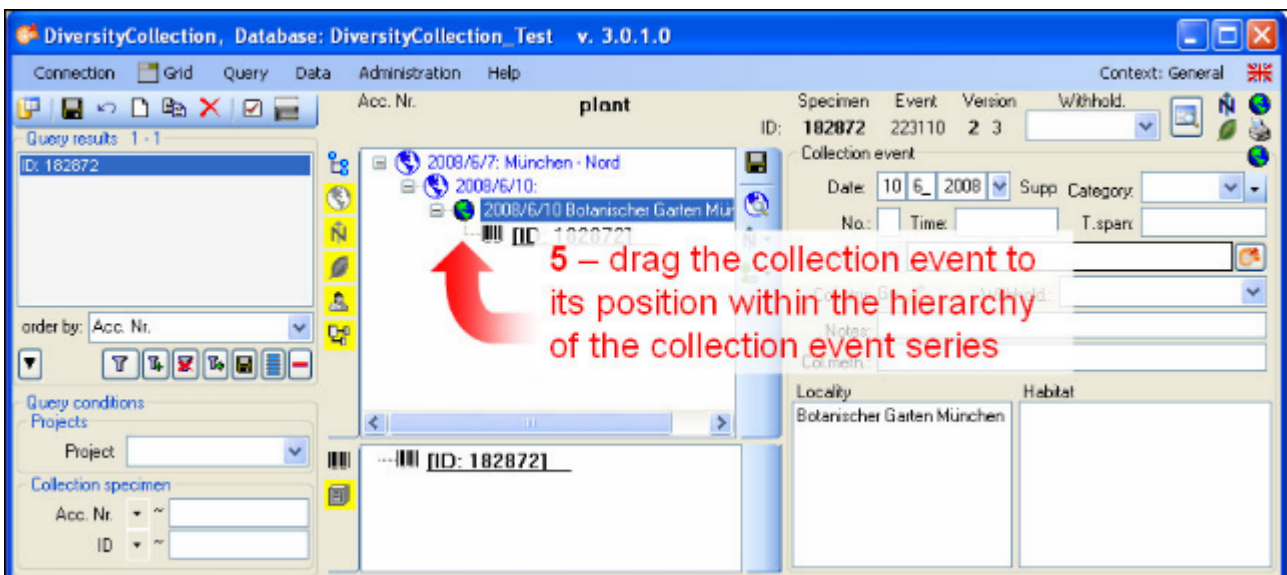 DiversityCollection, Database: DiversityCollection_Test v. 3.0.1.0
Connection Grid Query Data Administration Help Context: General
Acc. Nr. plant Specimen Event Version Withhold.
ID: 182872 223110 2 3
Query results 1 - 1
ID: 182872
2008/6/7: München - Nord
2008/6/10:
2008/6/10 Botanischer Garten Mün
[ID: 182872]
Collection event
Date: 10 6_ 2008 Supp Category:
No.: Time: T.span:
5 – drag the collection event to
its position within the hierarchy
of the collection event series
Notes:
Col.meth.:
order by: Acc. Nr.
Query conditions
Projects
Project
Collection specimen
Acc. Nr. ~
ID ~
[ID: 182872]
Locality Habitat
Botanischer Garten München